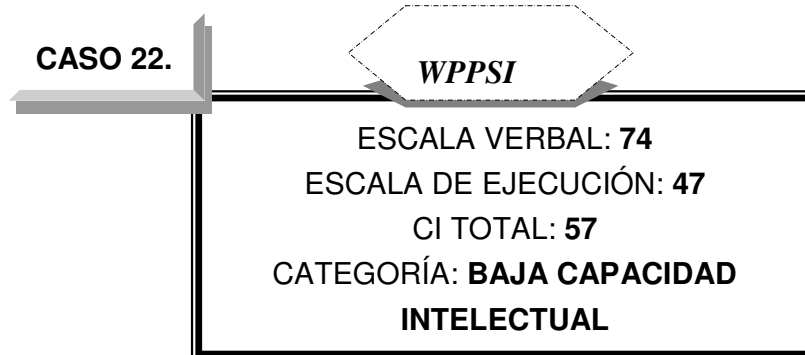 CASO 22.
WPPSI
ESCALA VERBAL: 74
ESCALA DE EJECUCIÓN: 47
CI TOTAL: 57
CATEGORÍA: BAJA CAPACIDAD
INTELECTUAL